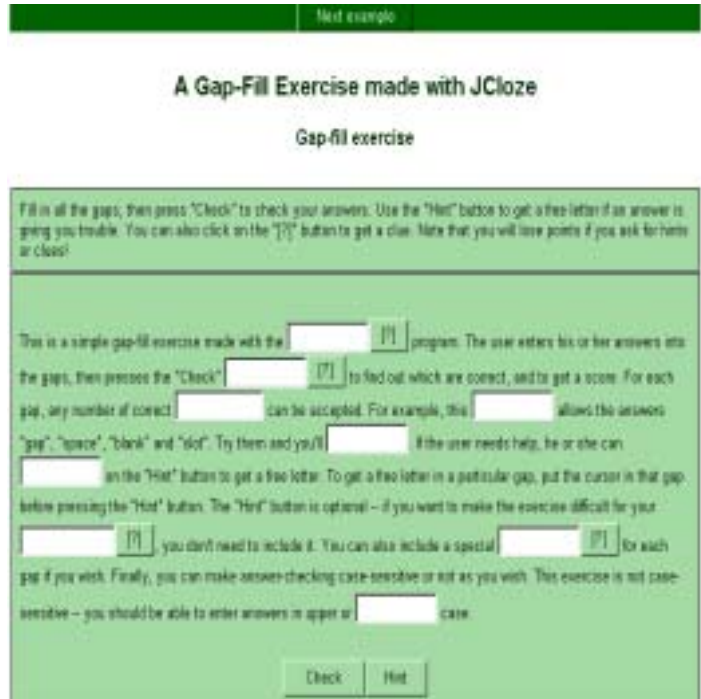 Next example
A Gap-Fill Exercise made with JCloze
Gap-fill exercise
Fill in all the gaps, then press "Check" to check your answers. Use the "Hint" button to get a free letter if an answer is
giving you trouble. You can also click on the "[?]" button to get a clue. Note that you will lose points if you ask for hints
or clues!
This is a simple gap-fill exercise made with the [?] program. The user enters his or her answers into
the gaps, then presses the "Check" [?] to find out which are correct, and to get a score. For each
gap, any number of correct can be accepted. For example, this allows the answers
"gap", "space", "blank" and "slot". Try them and you'll If the user needs help, he or she can
on the "Hint" button to get a free letter. To get a free letter in a particular gap, put the cursor in that gap
before pressing the "Hint" button. The "Hint" button is optional – if you want to make the exercise difficult for your
[?] , you don't need to include it. You can also include a special [?] for each
gap if you wish. Finally, you can make answer-checking case-sensitive or not as you wish. This exercise is not case-
sensitive – you should be able to enter answers in upper or case.
Check Hint